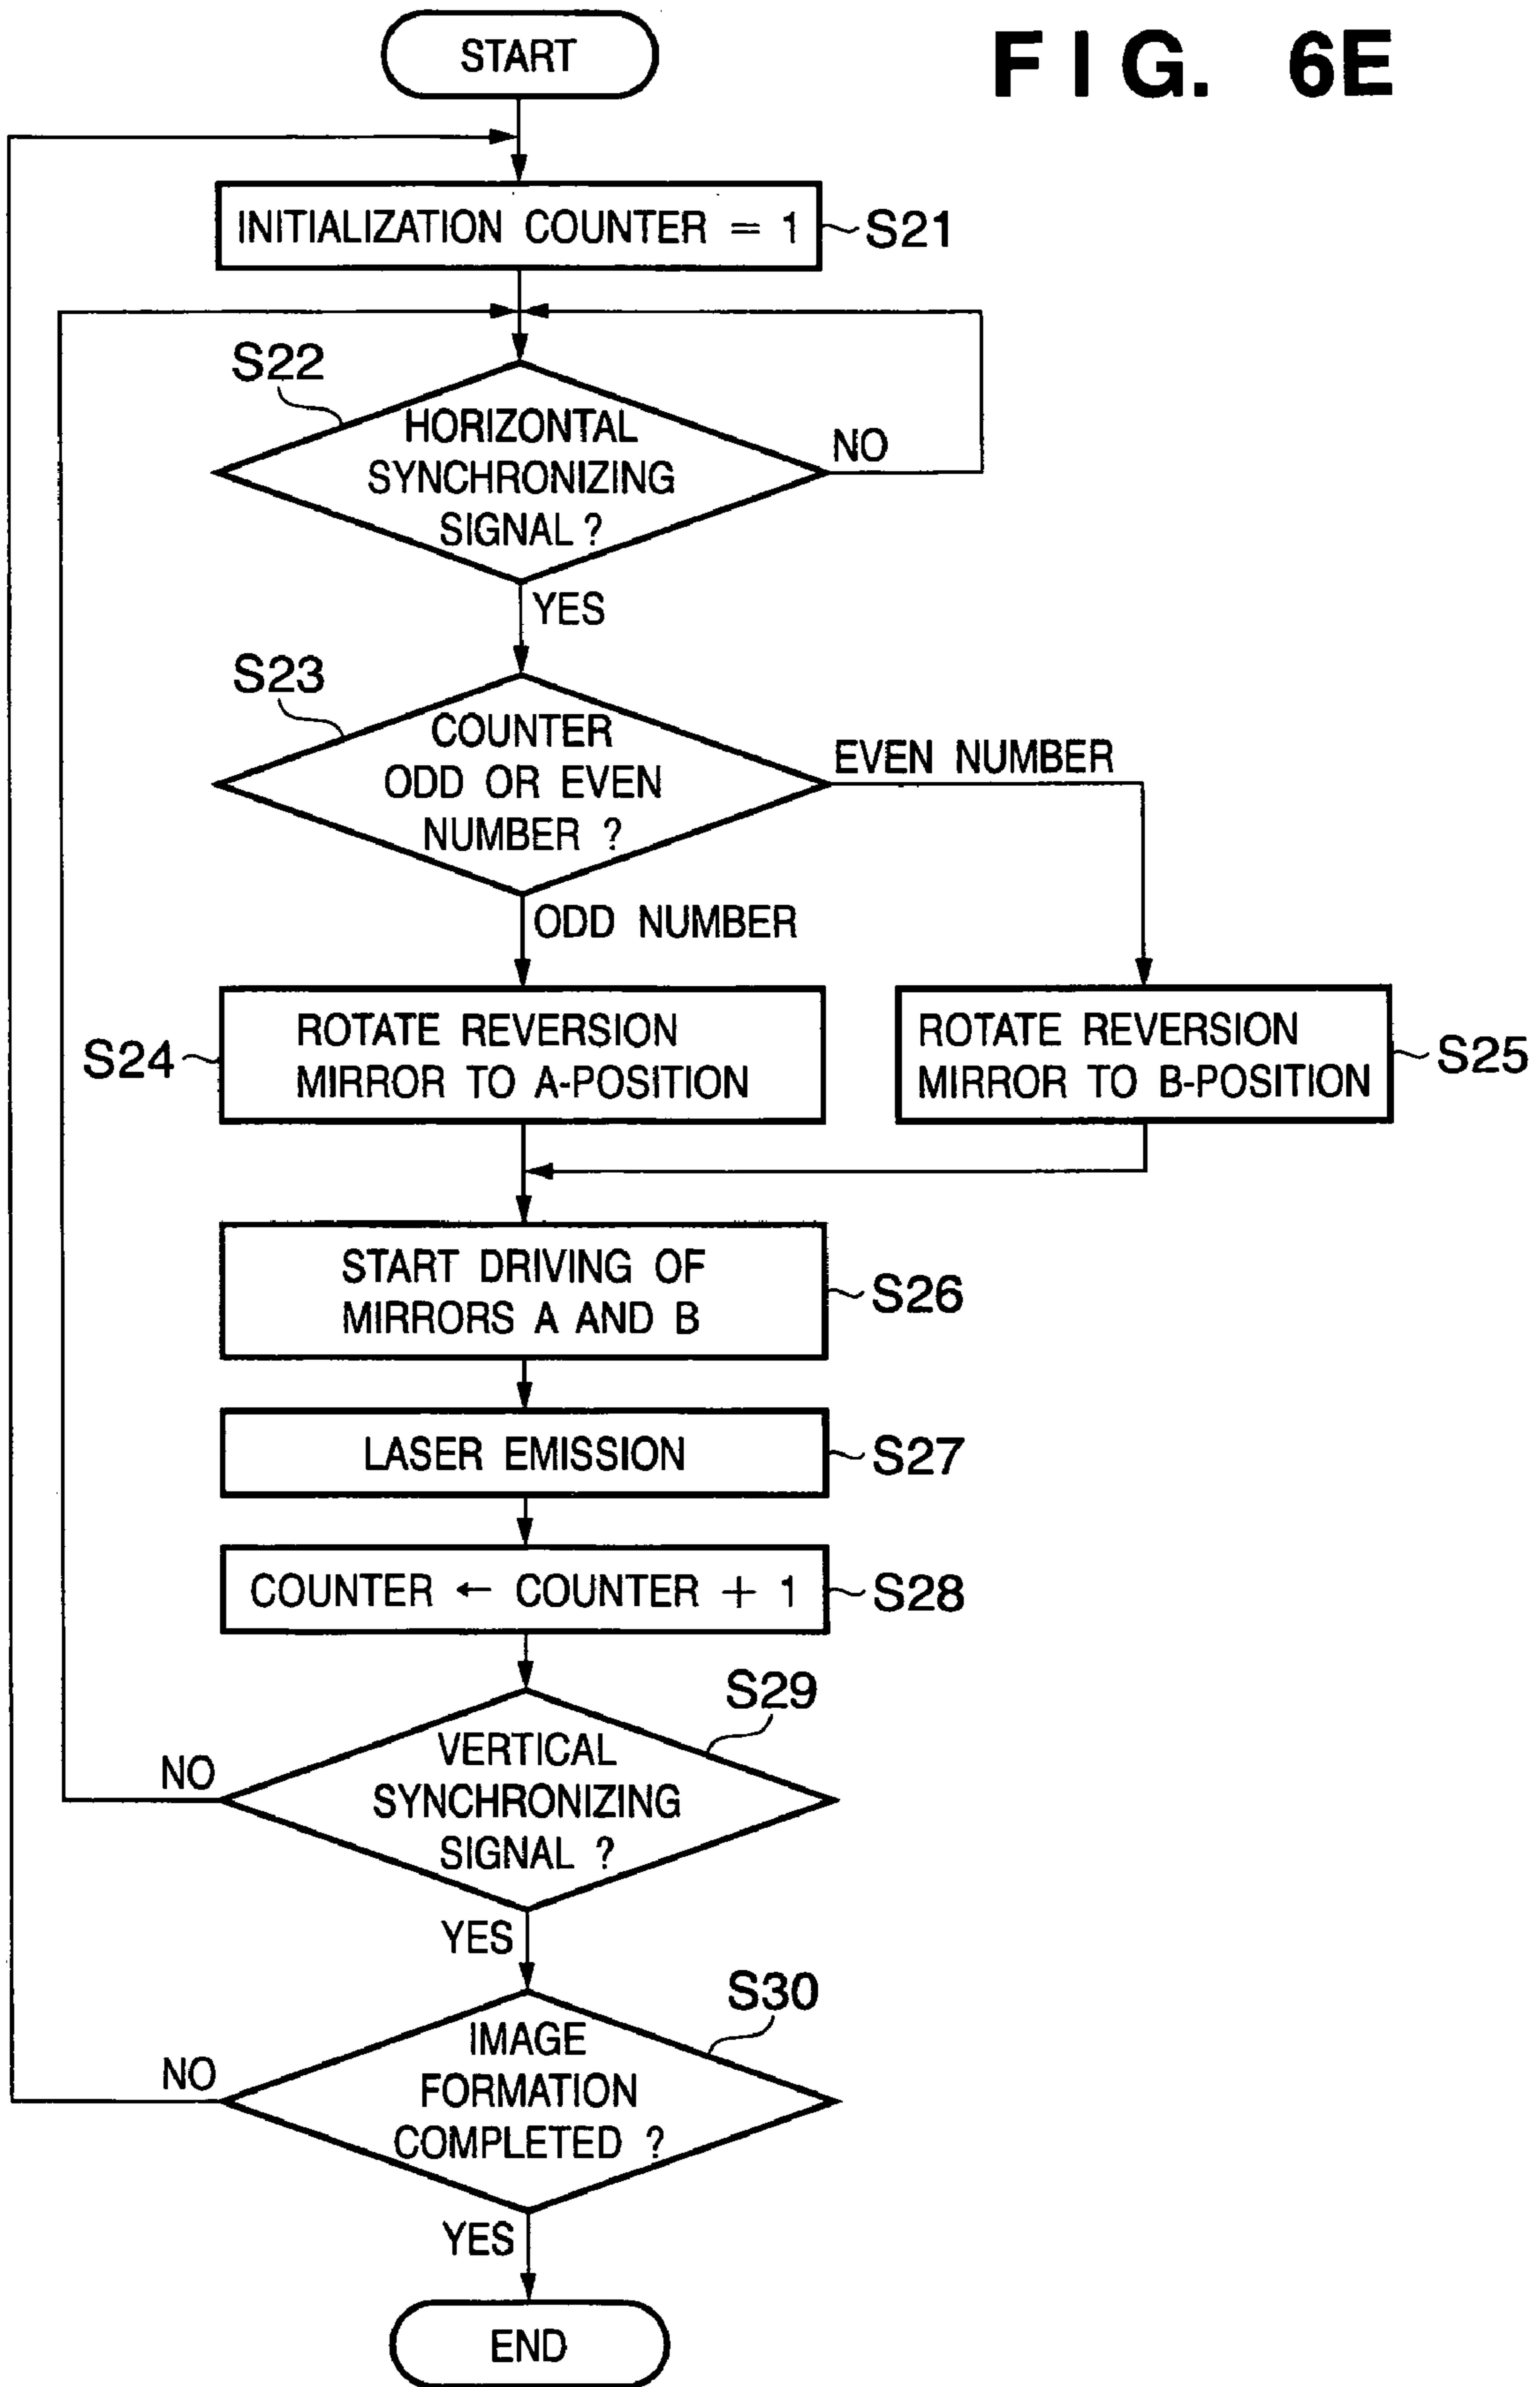 FIG. 6E
START
INITIALIZATION COUNTER = 1
S21
S22
HORIZONTAL
SYNCHRONIZING
SIGNAL ?
NO
YES
S23
COUNTER
ODD OR EVEN
NUMBER ?
EVEN NUMBER
ODD NUMBER
S24
ROTATE REVERSION
MIRROR TO A-POSITION
ROTATE REVERSION
MIRROR TO B-POSITION
S25
START DRIVING OF
MIRRORS A AND B
S26
LASER EMISSION
S27
COUNTER ← COUNTER + 1
S28
S29
VERTICAL
SYNCHRONIZING
SIGNAL ?
NO
YES
S30
IMAGE
FORMATION
COMPLETED ?
NO
YES
END